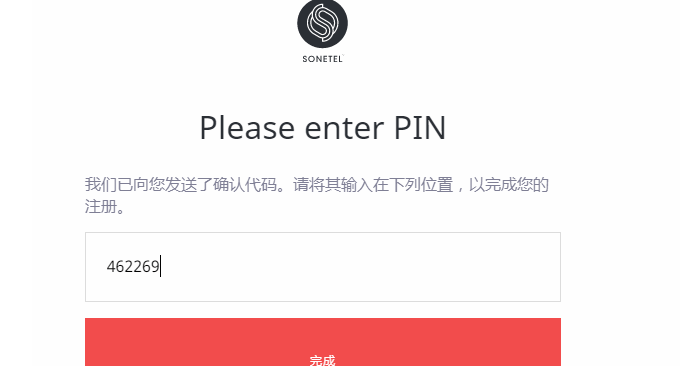 SONETEL
Please enter PIN
我们已向您发送了确认代码。请将其输入在下列位置，以完成您的
注册。
462269
完成